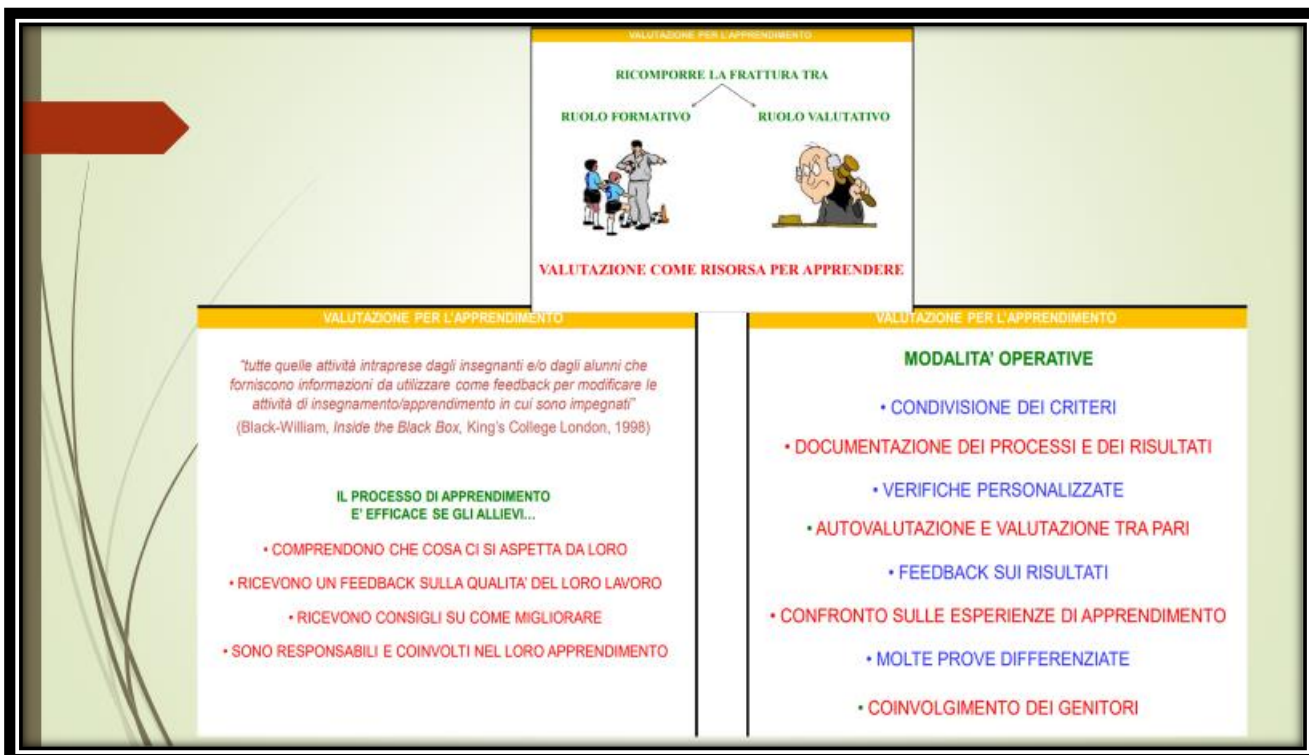 VALUTAZIONE PER L'APPRENDIMENTO
RICOMPORRE LA FRATTURA TRA
RUOLO FORMATIVO
RUOLO VALUTATIVO
VALUTAZIONE COME RISORSA PER APPRENDERE
VALUTAZIONE PER L'APPRENDIMENTO
"tutte quelle attività intraprese dagli insegnanti e/o dagli alunni che
forniscono informazioni da utilizzare come feedback per modificare le
attività di insegnamento/apprendimento in cui sono impegnati"
(Black-William, Inside the Black Box, King's College London, 1998)
IL PROCESSO DI APPRENDIMENTO
E' EFFICACE SE GLI ALLIEVI...
• COMPRENDONO CHE COSA CI SI ASPETTA DA LORO
• RICEVONO UN FEEDBACK SULLA QUALITA' DEL LORO LAVORO
• RICEVONO CONSIGLI SU COME MIGLIORARE
• SONO RESPONSABILI E COINVOLTI NEL LORO APPRENDIMENTO
VALUTAZIONE PER L'APPRENDIMENTO
MODALITA' OPERATIVE
• CONDIVISIONE DEI CRITERI
• DOCUMENTAZIONE DEI PROCESSI E DEI RISULTATI
• VERIFICHE PERSONALIZZATE
• AUTOVALUTAZIONE E VALUTAZIONE TRA PARI
• FEEDBACK SUI RISULTATI
• CONFRONTO SULLE ESPERIENZE DI APPRENDIMENTO
• MOLTE PROVE DIFFERENZIATE
• COINVOLGIMENTO DEI GENITORI